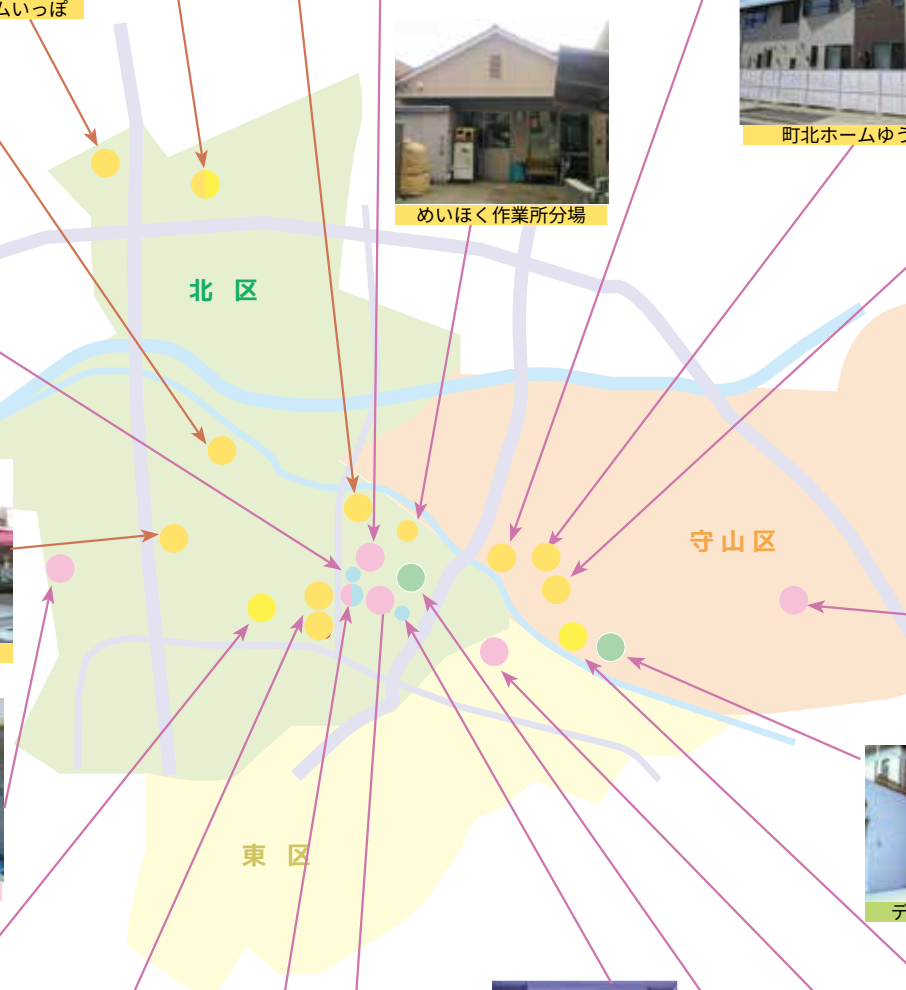 ムいっぽ
めいほく作業所分場
町北ホームゆう
北 区
守山区
東 区
デ